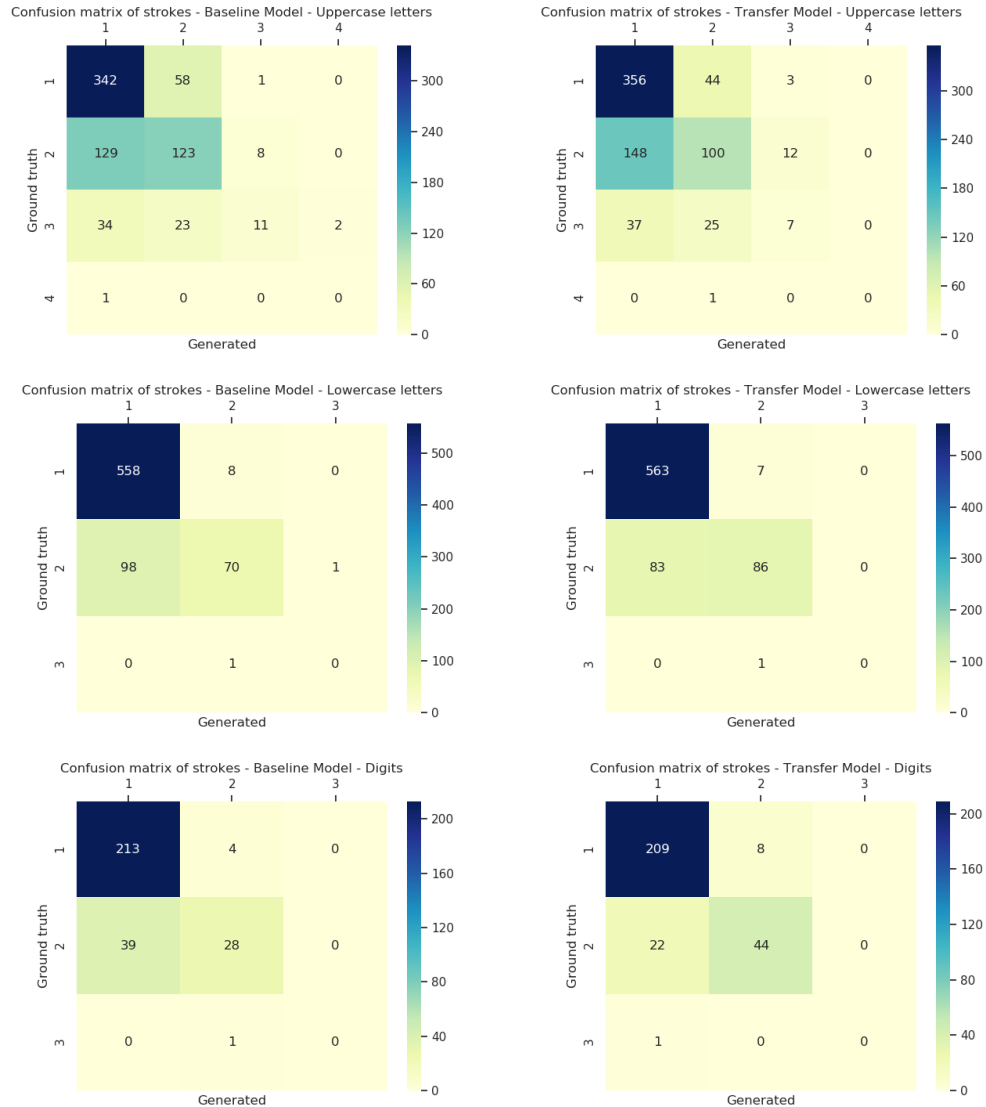 Confusion matrix of strokes - Baseline Model - Uppercase letters
1 2 3 4
Ground truth
1 342 58 1 0
2 129 123 8 0
3 34 23 11 2
4 1 0 0 0
Generated
300
240
180
120
60
0
Confusion matrix of strokes - Transfer Model - Uppercase letters
1 2 3 4
Ground truth
1 356 44 3 0
2 148 100 12 0
3 37 25 7 0
4 0 1 0 0
Generated
300
240
180
120
60
0
Confusion matrix of strokes - Baseline Model - Lowercase letters
1 2 3
Ground truth
1 558 8 0
2 98 70 1
3 0 1 0
Generated
500
400
300
200
100
0
Confusion matrix of strokes - Transfer Model - Lowercase letters
1 2 3
Ground truth
1 563 7 0
2 83 86 0
3 0 1 0
Generated
500
400
300
200
100
0
Confusion matrix of strokes - Baseline Model - Digits
1 2 3
Ground truth
1 213 4 0
2 39 28 0
3 0 1 0
Generated
200
160
120
80
40
0
Confusion matrix of strokes - Transfer Model - Digits
1 2 3
Ground truth
1 209 8 0
2 22 44 0
3 1 0 0
Generated
200
160
120
80
40
0